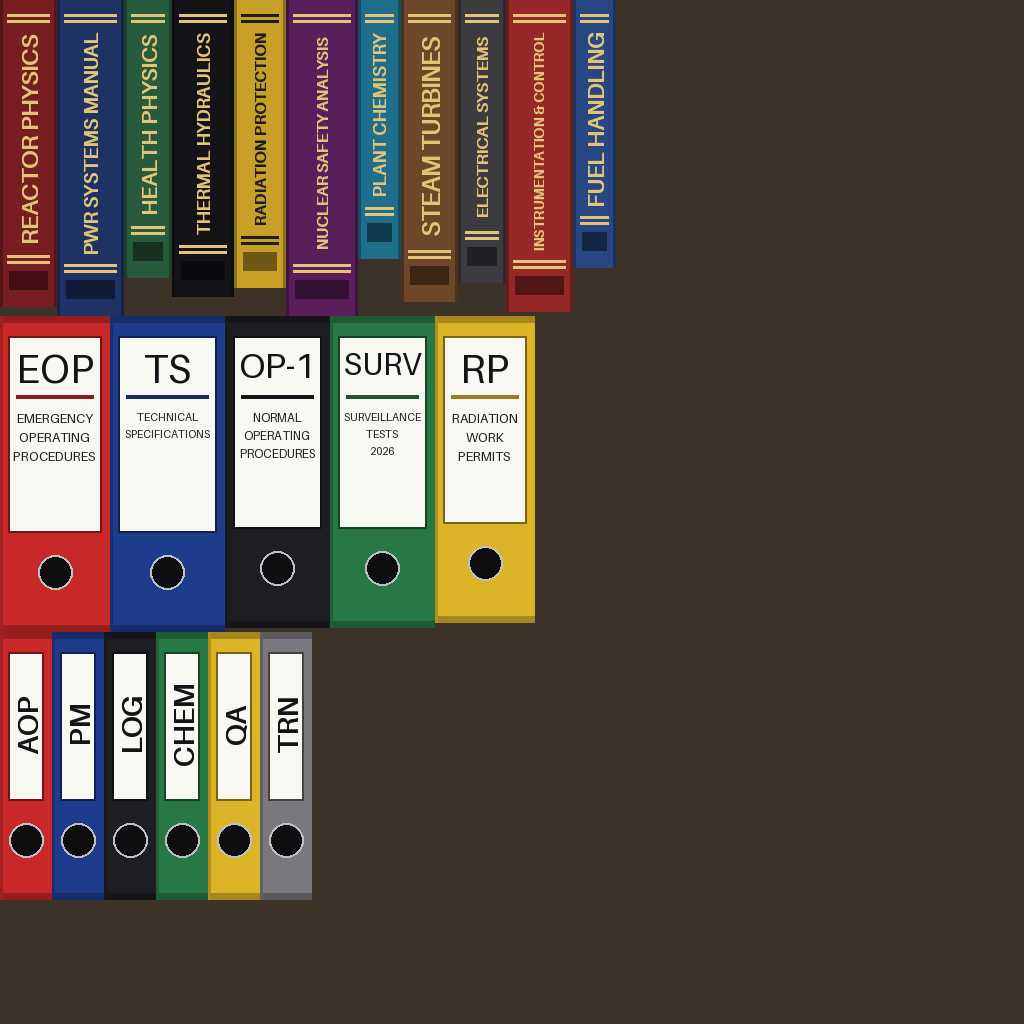 REACTOR PHYSICS
PWR SYSTEMS MANUAL
HEALTH PHYSICS
THERMAL HYDRAULICS
RADIATION PROTECTION
NUCLEAR SAFETY ANALYSIS
PLANT CHEMISTRY
STEAM TURBINES
ELECTRICAL SYSTEMS
INSTRUMENTATION & CONTROL
FUEL HANDLING
EOP
EMERGENCY
OPERATING
PROCEDURES
TS
TECHNICAL
SPECIFICATIONS
OP-1
NORMAL
OPERATING
PROCEDURES
SURV
SURVEILLANCE
TESTS
2026
RP
RADIATION
WORK
PERMITS
AOP
PM
LOG
CHEM
QA
TRN